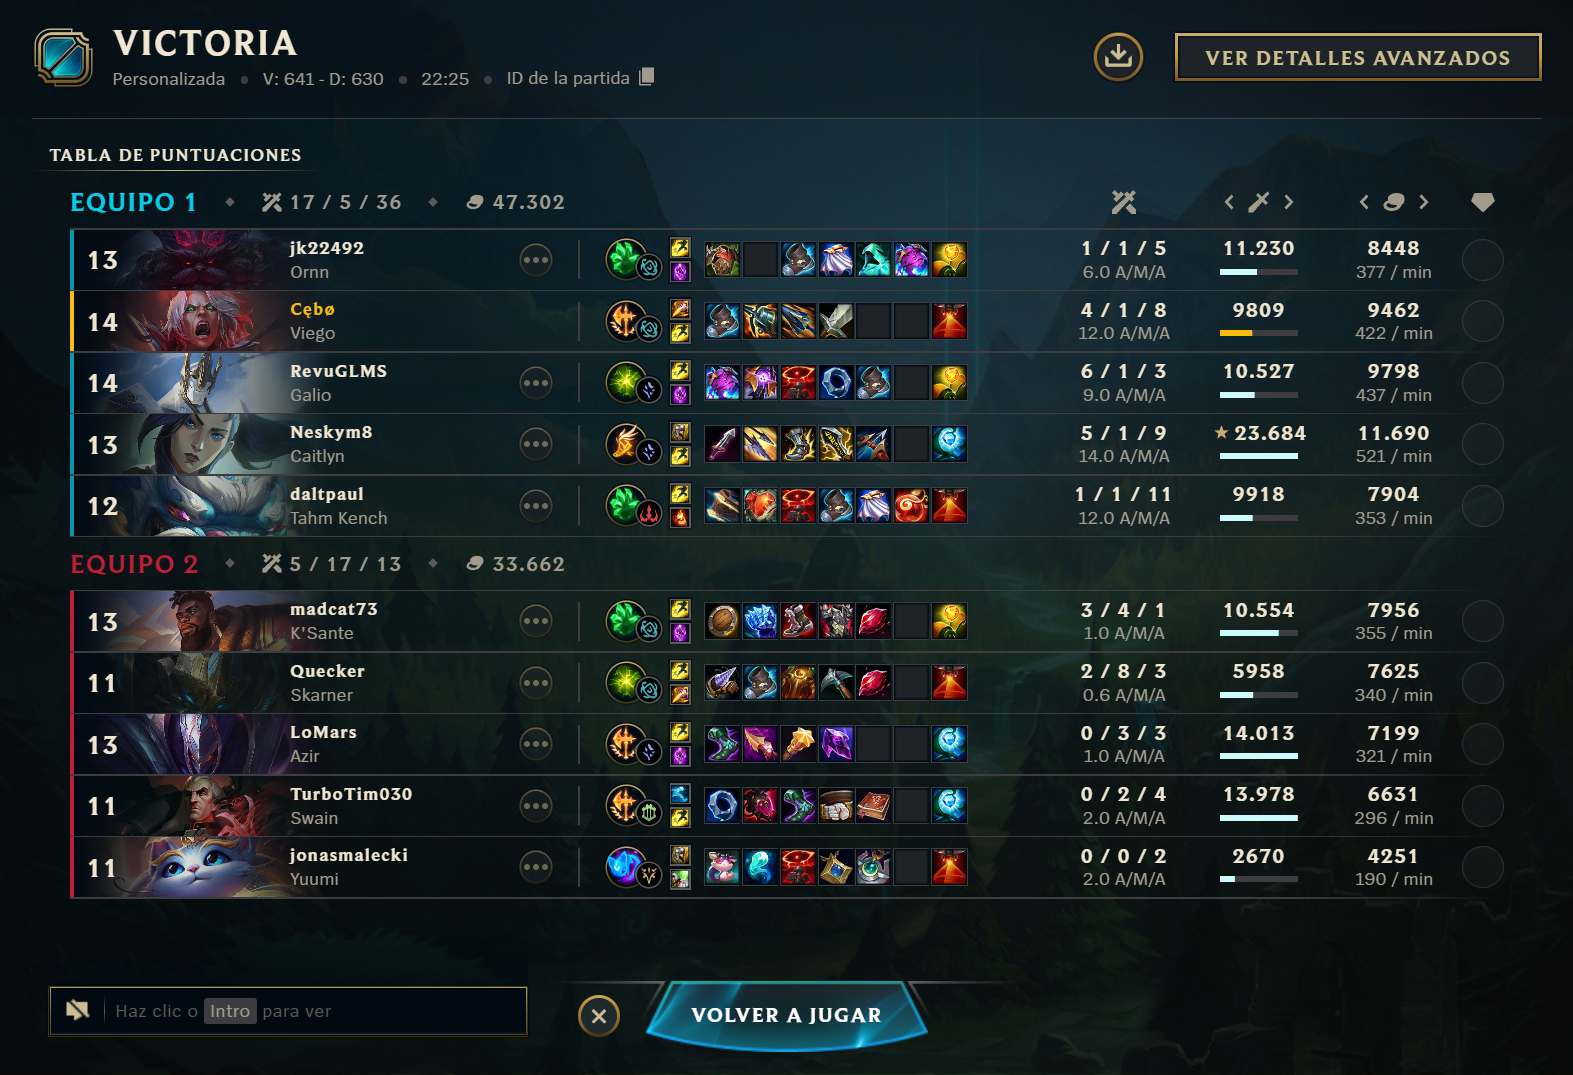 VICTORIA
Personalizada • V: 641 - D: 630 • 22:25 • ID de la partida
VER DETALLES AVANZADOS
TABLA DE PUNTUACIONES
EQUIPO 1 17 / 5 / 36 47.302
13 jk22492 1 / 1 / 5 11.230 8448
Ornn 6.0 A/M/A 377 / min
14 Cębø 4 / 1 / 8 9809 9462
Viego 12.0 A/M/A 422 / min
14 RevuGLMS 6 / 1 / 3 10.527 9798
Galio 9.0 A/M/A 437 / min
13 Neskym8 5 / 1 / 9 23.684 11.690
Caitlyn 14.0 A/M/A 521 / min
12 daltpaul 1 / 1 / 11 9918 7904
Tahm Kench 12.0 A/M/A 353 / min
EQUIPO 2 5 / 17 / 13 33.662
13 madcat73 3 / 4 / 1 10.554 7956
K'Sante 1.0 A/M/A 355 / min
11 Quecker 2 / 8 / 3 5958 7625
Skarner 0.6 A/M/A 340 / min
13 LoMars 0 / 3 / 3 14.013 7199
Azir 1.0 A/M/A 321 / min
11 TurboTim030 0 / 2 / 4 13.978 6631
Swain 2.0 A/M/A 296 / min
11 jonasmalecki 0 / 0 / 2 2670 4251
Yuumi 2.0 A/M/A 190 / min
Haz clic o Intro para ver
VOLVER A JUGAR